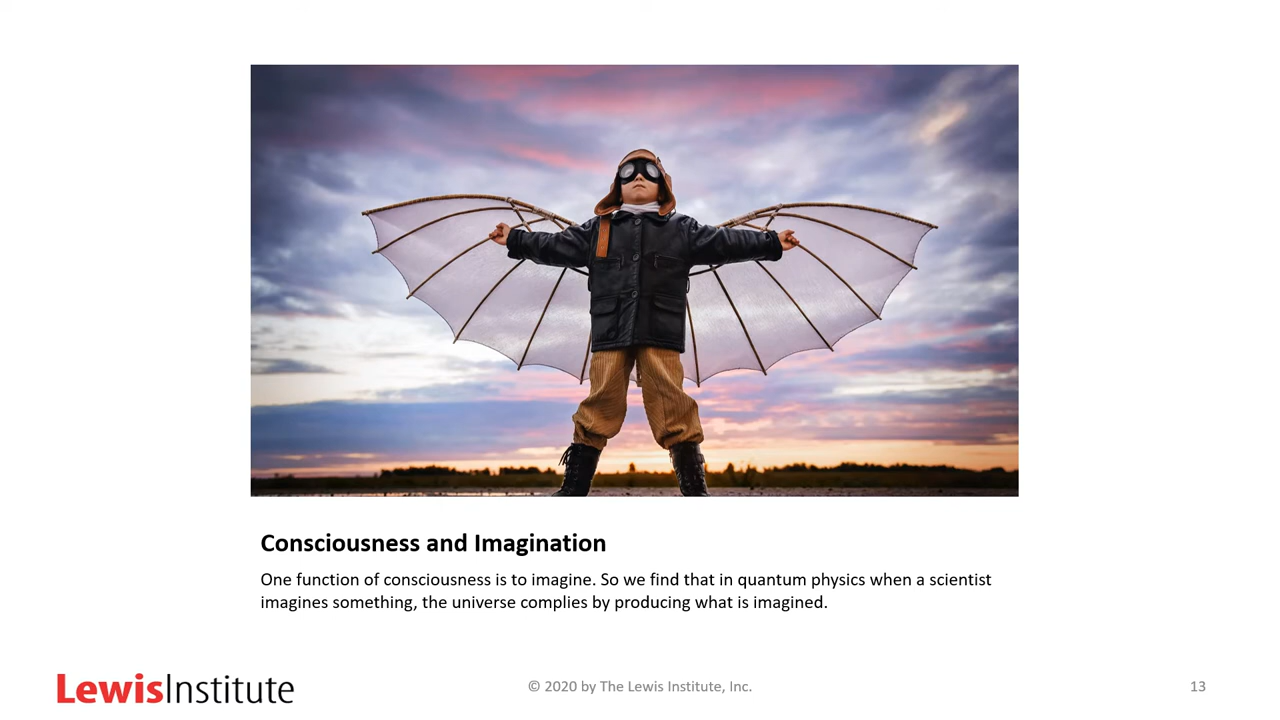 Consciousness and Imagination
One function of consciousness is to imagine. So we find that in quantum physics when a scientist
imagines something, the universe complies by producing what is imagined.
LewisInstitute
© 2020 by The Lewis Institute, Inc.
13